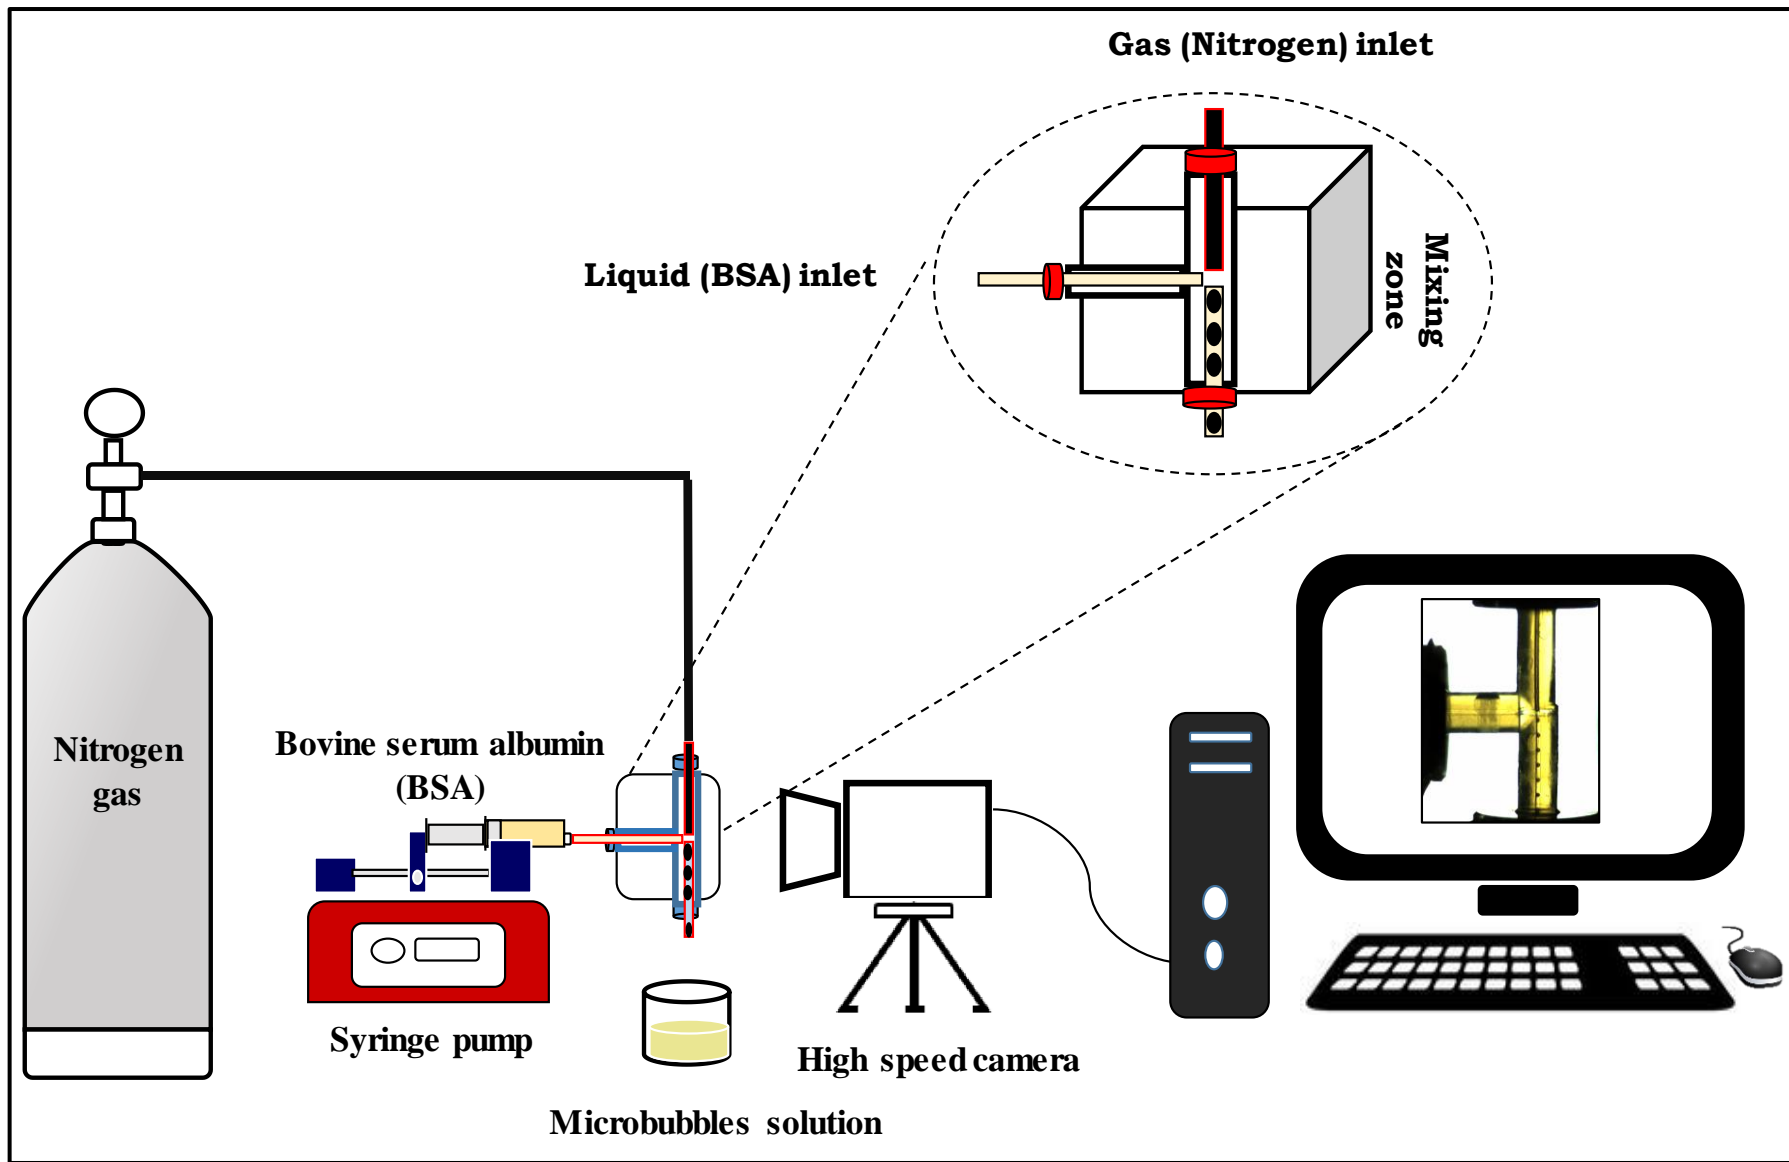 Gas (Nitrogen) inlet
Liquid (BSA) inlet
Mixing
zone
Nitrogen
gas
Bovine serum albumin
(BSA)
Syringe pump
High speed camera
Microbubbles solution